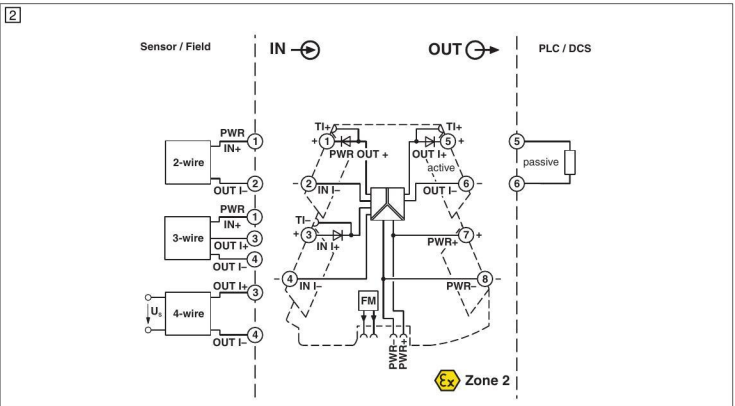 2
Sensor / Field
IN
OUT
PLC / DCS
PWR
IN+
1
2-wire
OUT I–
2
PWR
IN+
1
3-wire
OUT I+
3
OUT I–
4
OUT I+
3
Us
4-wire
OUT I–
4
TI+
+ 1
PWR OUT +
– 2 IN I–
TI–
+ 3
IN I+
– 4 IN I–
FM
PWR–
PWR+
TI+
5 +
OUT I+
active
6 –
OUT I–
7 +
PWR+
8 –
PWR–
5
passive
6
Ex Zone 2